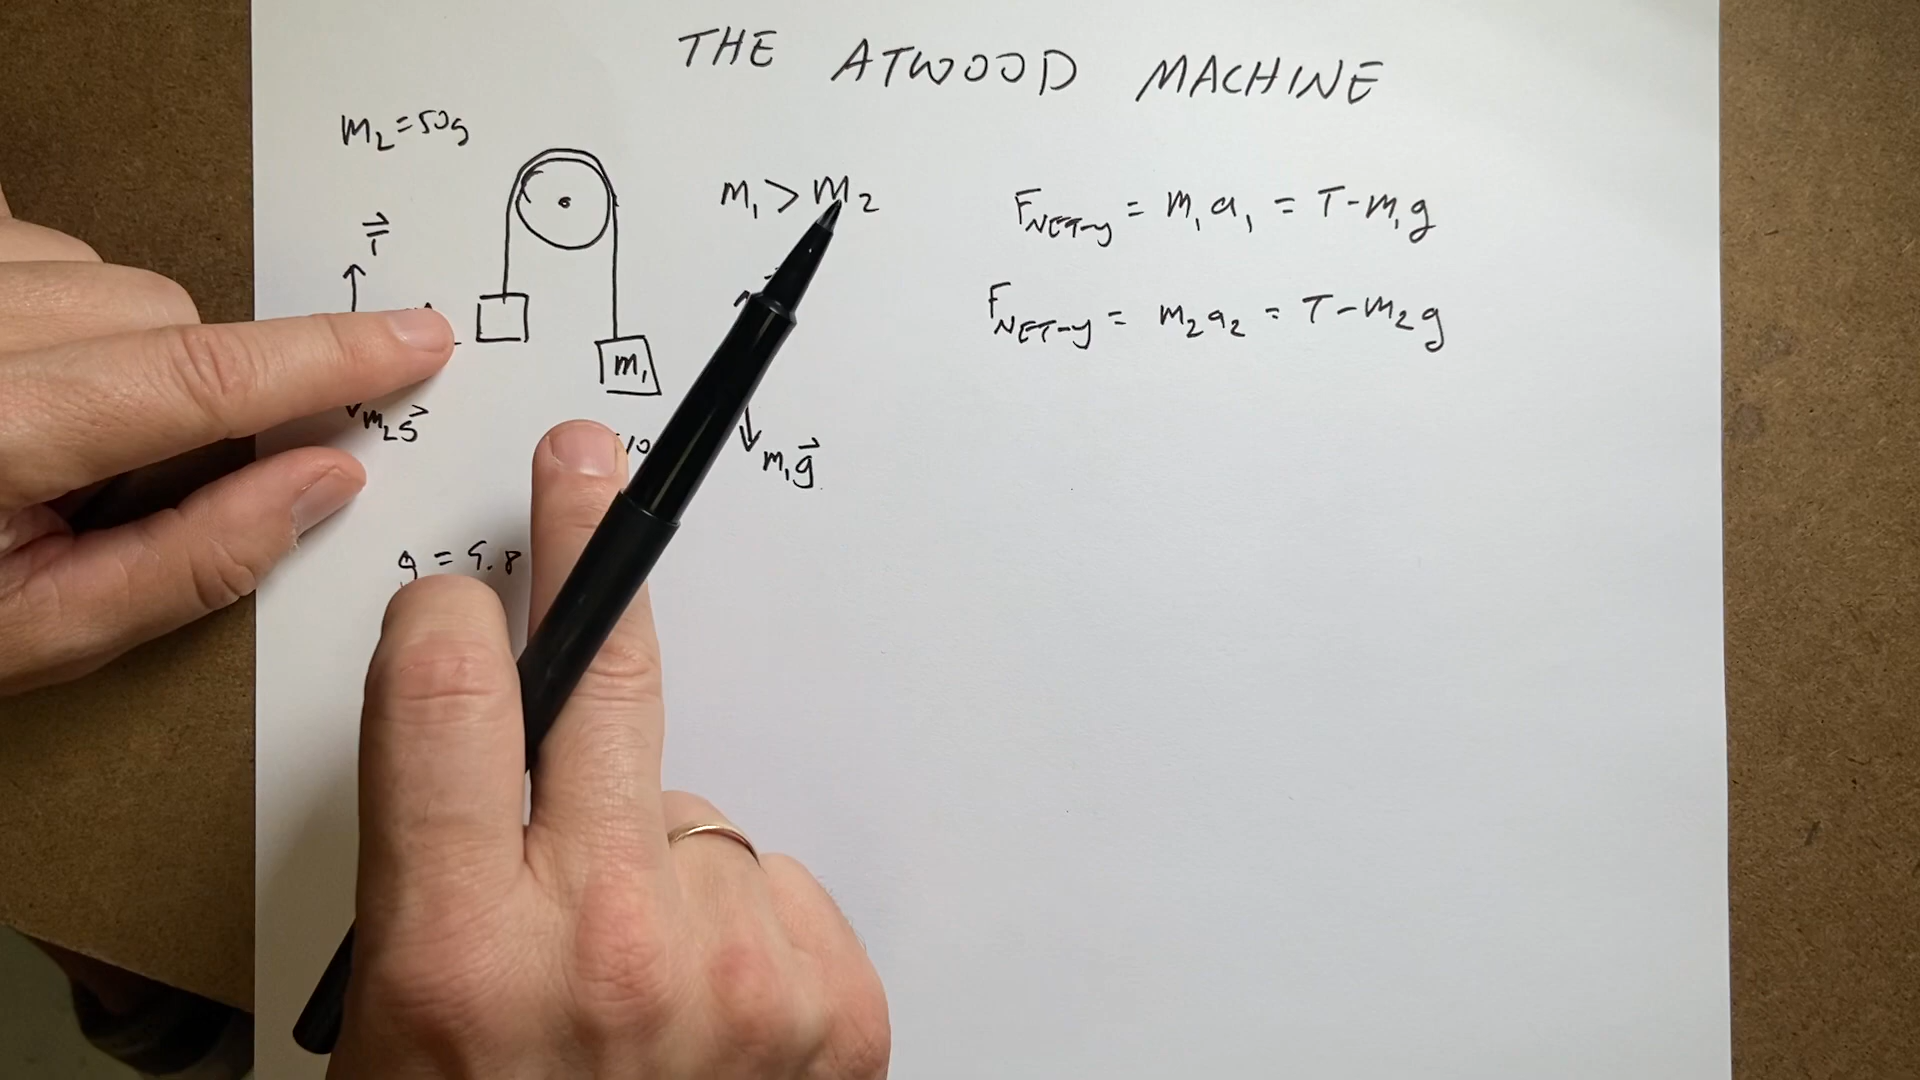 THE ATWOOD MACHINE
m₂ = 50g
m₁ > m₂
F_NET-y = m₁a₁ = T - m₁g
T⃗
F_NET-y = m₂a₂ = T - m₂g
m₁
m₂g⃗
m₁g⃗
g = 9.8